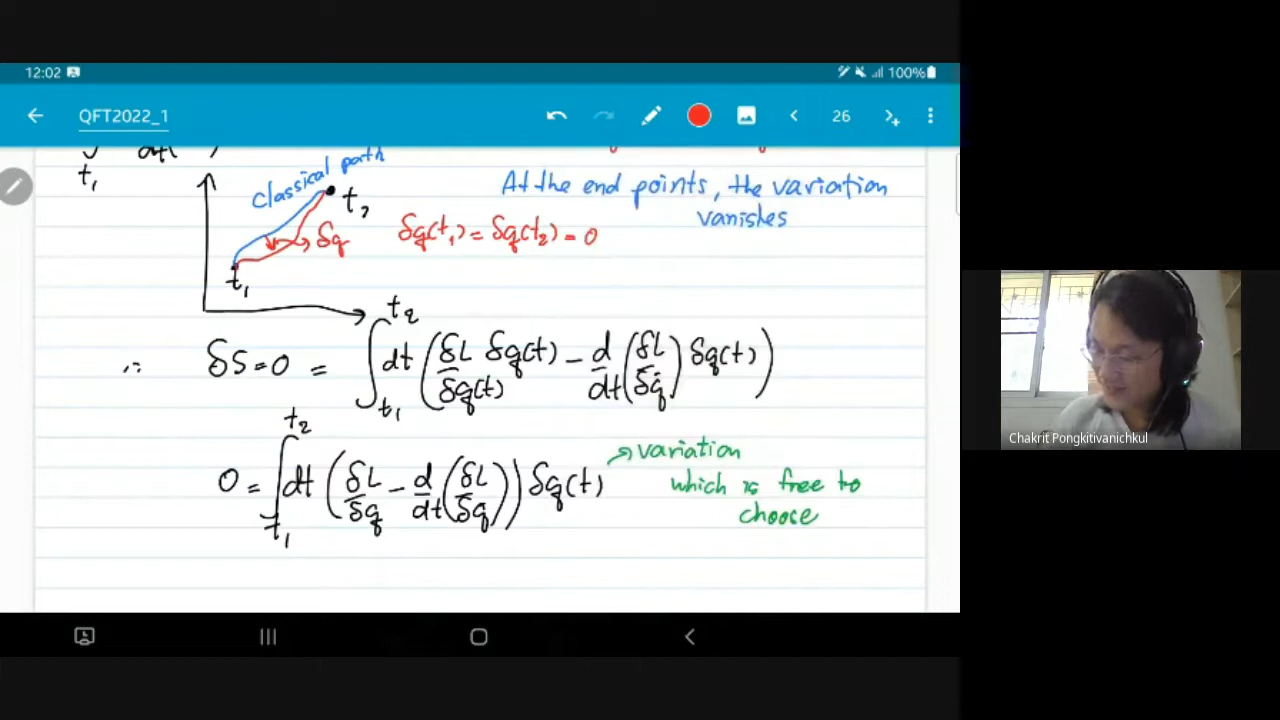 12:02 100%
QFT2022_1 26
t₁ dt
classical path
At the end points, the variation
vanishes
t₂
δq δq(t₁) = δq(t₂) = 0
t₁
∴ δS = 0 = ∫_{t₁}^{t₂} dt (δL/δq(t) δq(t) − d/dt (δL/δq̇) δq(t))
0 = ∫_{t₁}^{t₂} dt (δL/δq − d/dt (δL/δq̇)) δq(t) → variation
which is free to
choose
Chakrit Pongkitivanichkul